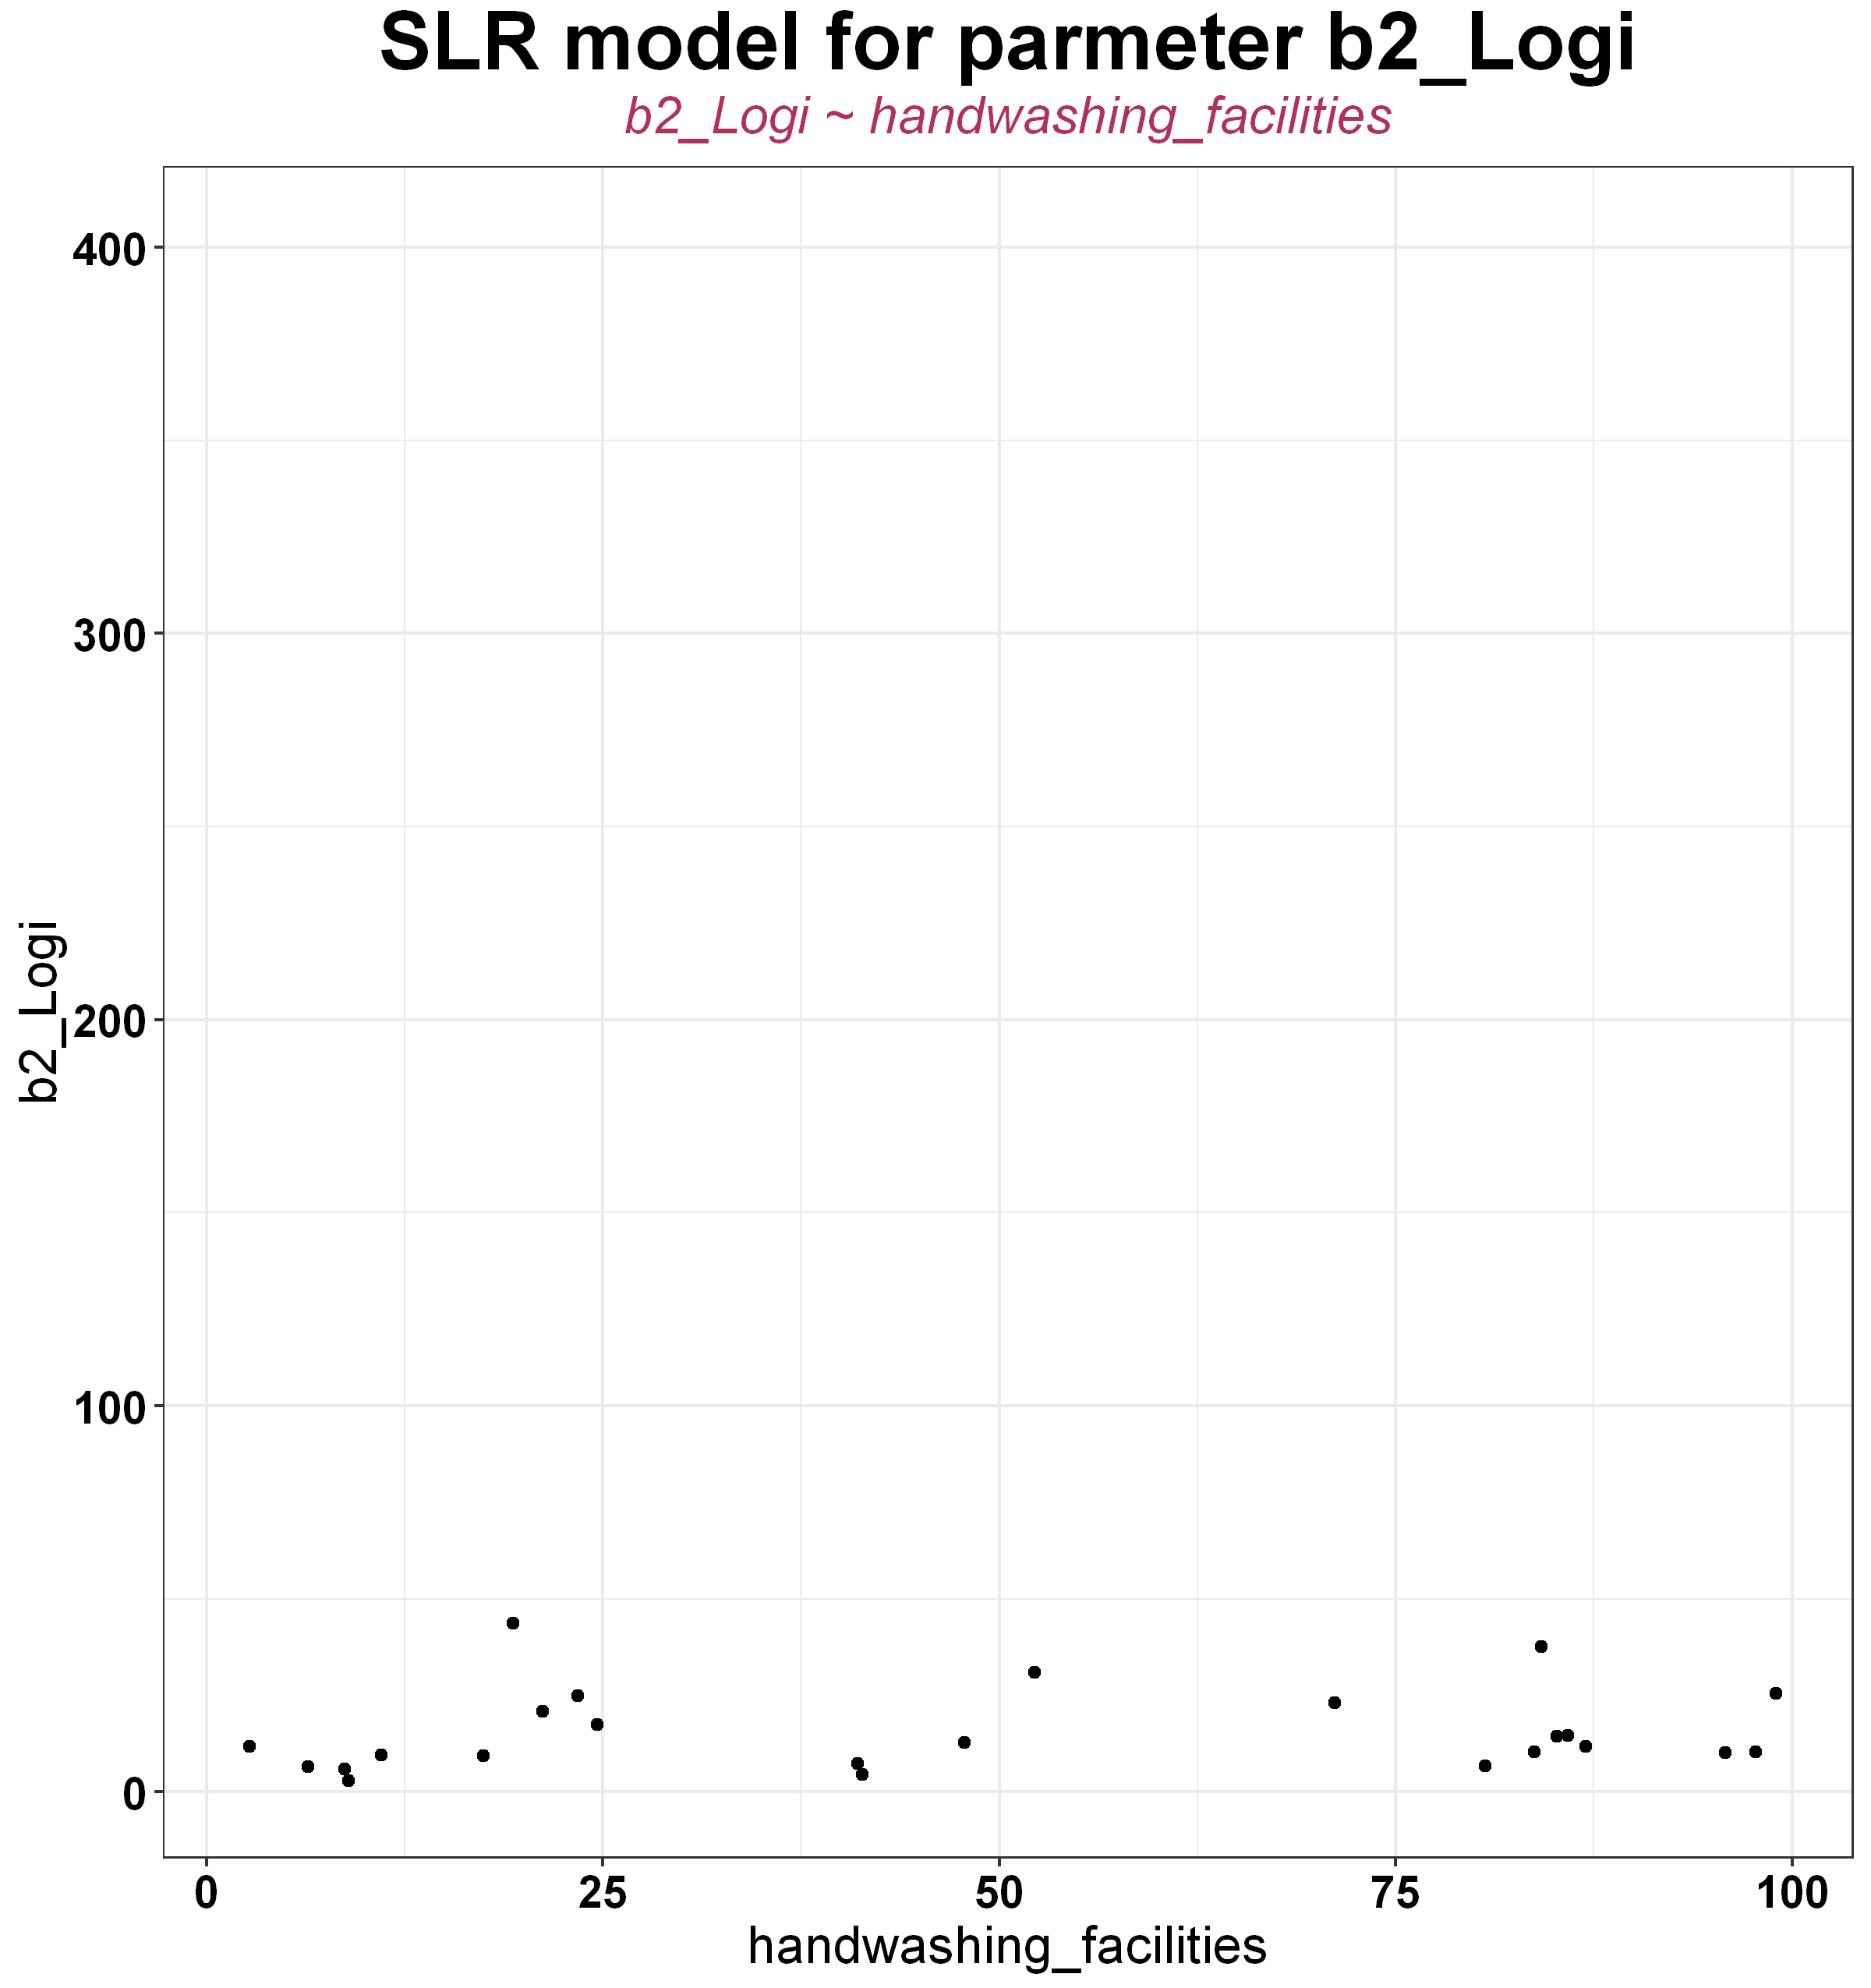 SLR model for parmeter b2_Logi
b2_Logi ~ handwashing_facilities
400
300
200
100
0
b2_Logi
0 25 50 75 100
handwashing_facilities